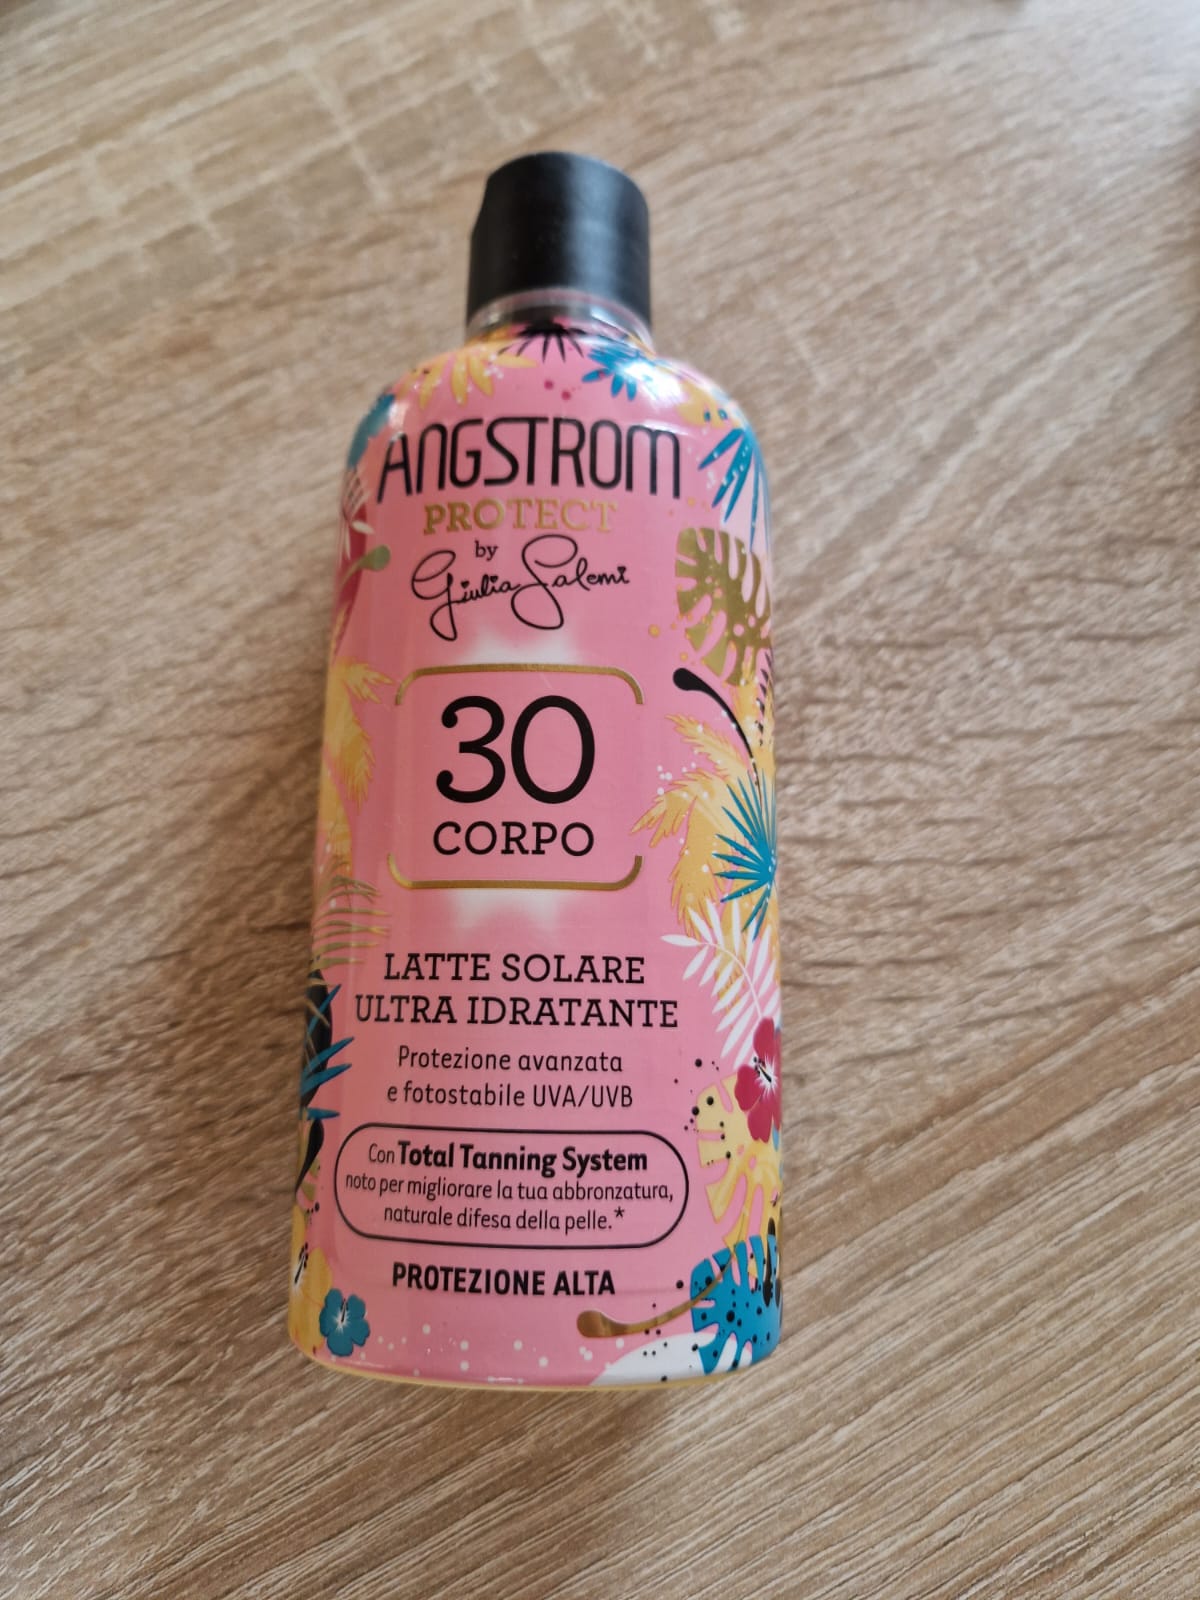 ANGSTROM
PROTECT
by
Giulia Salemi
30
CORPO
LATTE SOLARE
ULTRA IDRATANTE
Protezione avanzata
e fotostabile UVA/UVB
Con Total Tanning System
noto per migliorare la tua abbronzatura,
naturale difesa della pelle.*
PROTEZIONE ALTA